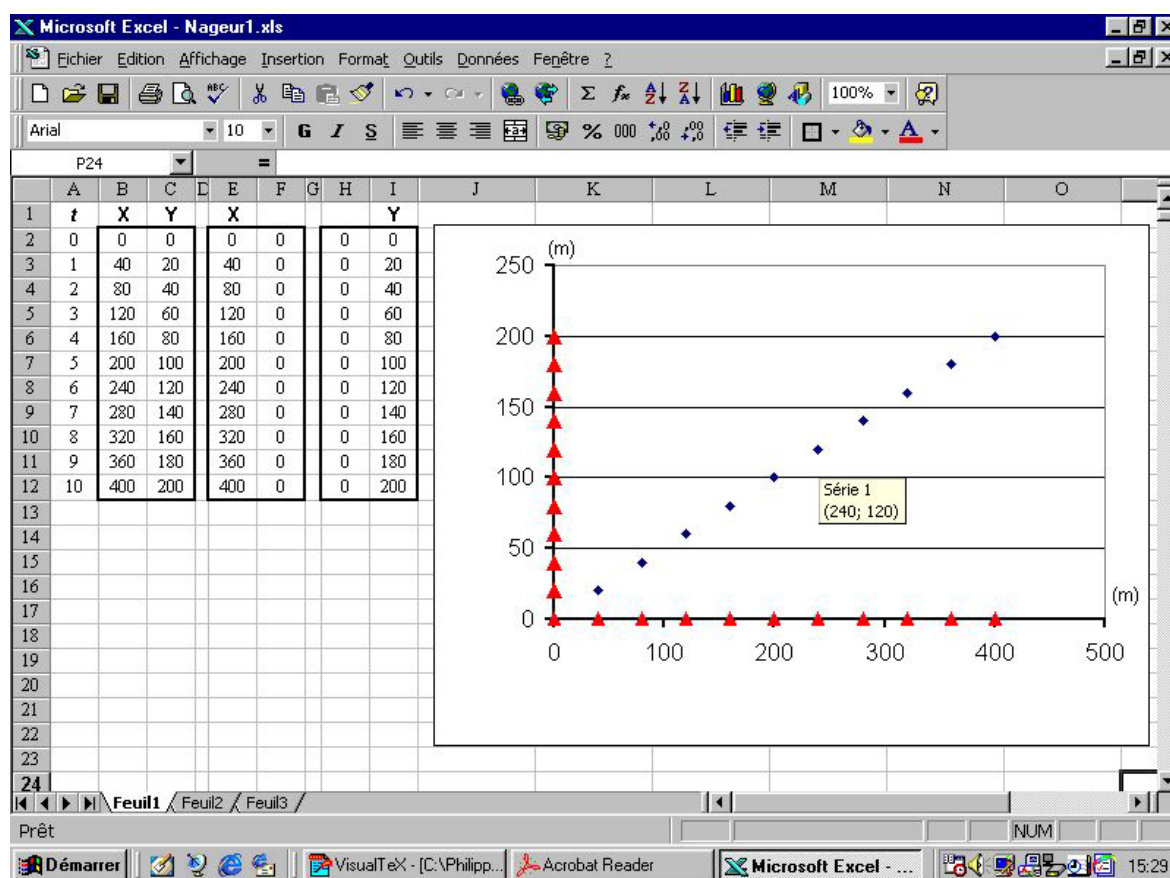 Microsoft Excel - Nageur1.xls
Fichier Edition Affichage Insertion Format Outils Données Fenêtre ?
ABC Σ fx A Z Z A 100% ?
Arial 10 G I S % 000 ,00 A
P24 =
A B C D E F G H I J K L M N O
1 t X Y X Y
2 0 0 0 0 0 0 0
3 1 40 20 40 0 0 20
4 2 80 40 80 0 0 40
5 3 120 60 120 0 0 60
6 4 160 80 160 0 0 80
7 5 200 100 200 0 0 100
8 6 240 120 240 0 0 120
9 7 280 140 280 0 0 140
10 8 320 160 320 0 0 160
11 9 360 180 360 0 0 180
12 10 400 200 400 0 0 200
13
14
15
16
17
18
19
20
21
22
23
24
(m)
250
200
150
100
50
0
Série 1
(240; 120)
(m)
0 100 200 300 400 500
Feuil1 Feuil2 Feuil3
Prêt NUM
Démarrer VisualTeX - [C:\Philipp... Acrobat Reader Microsoft Excel - ... 15:29